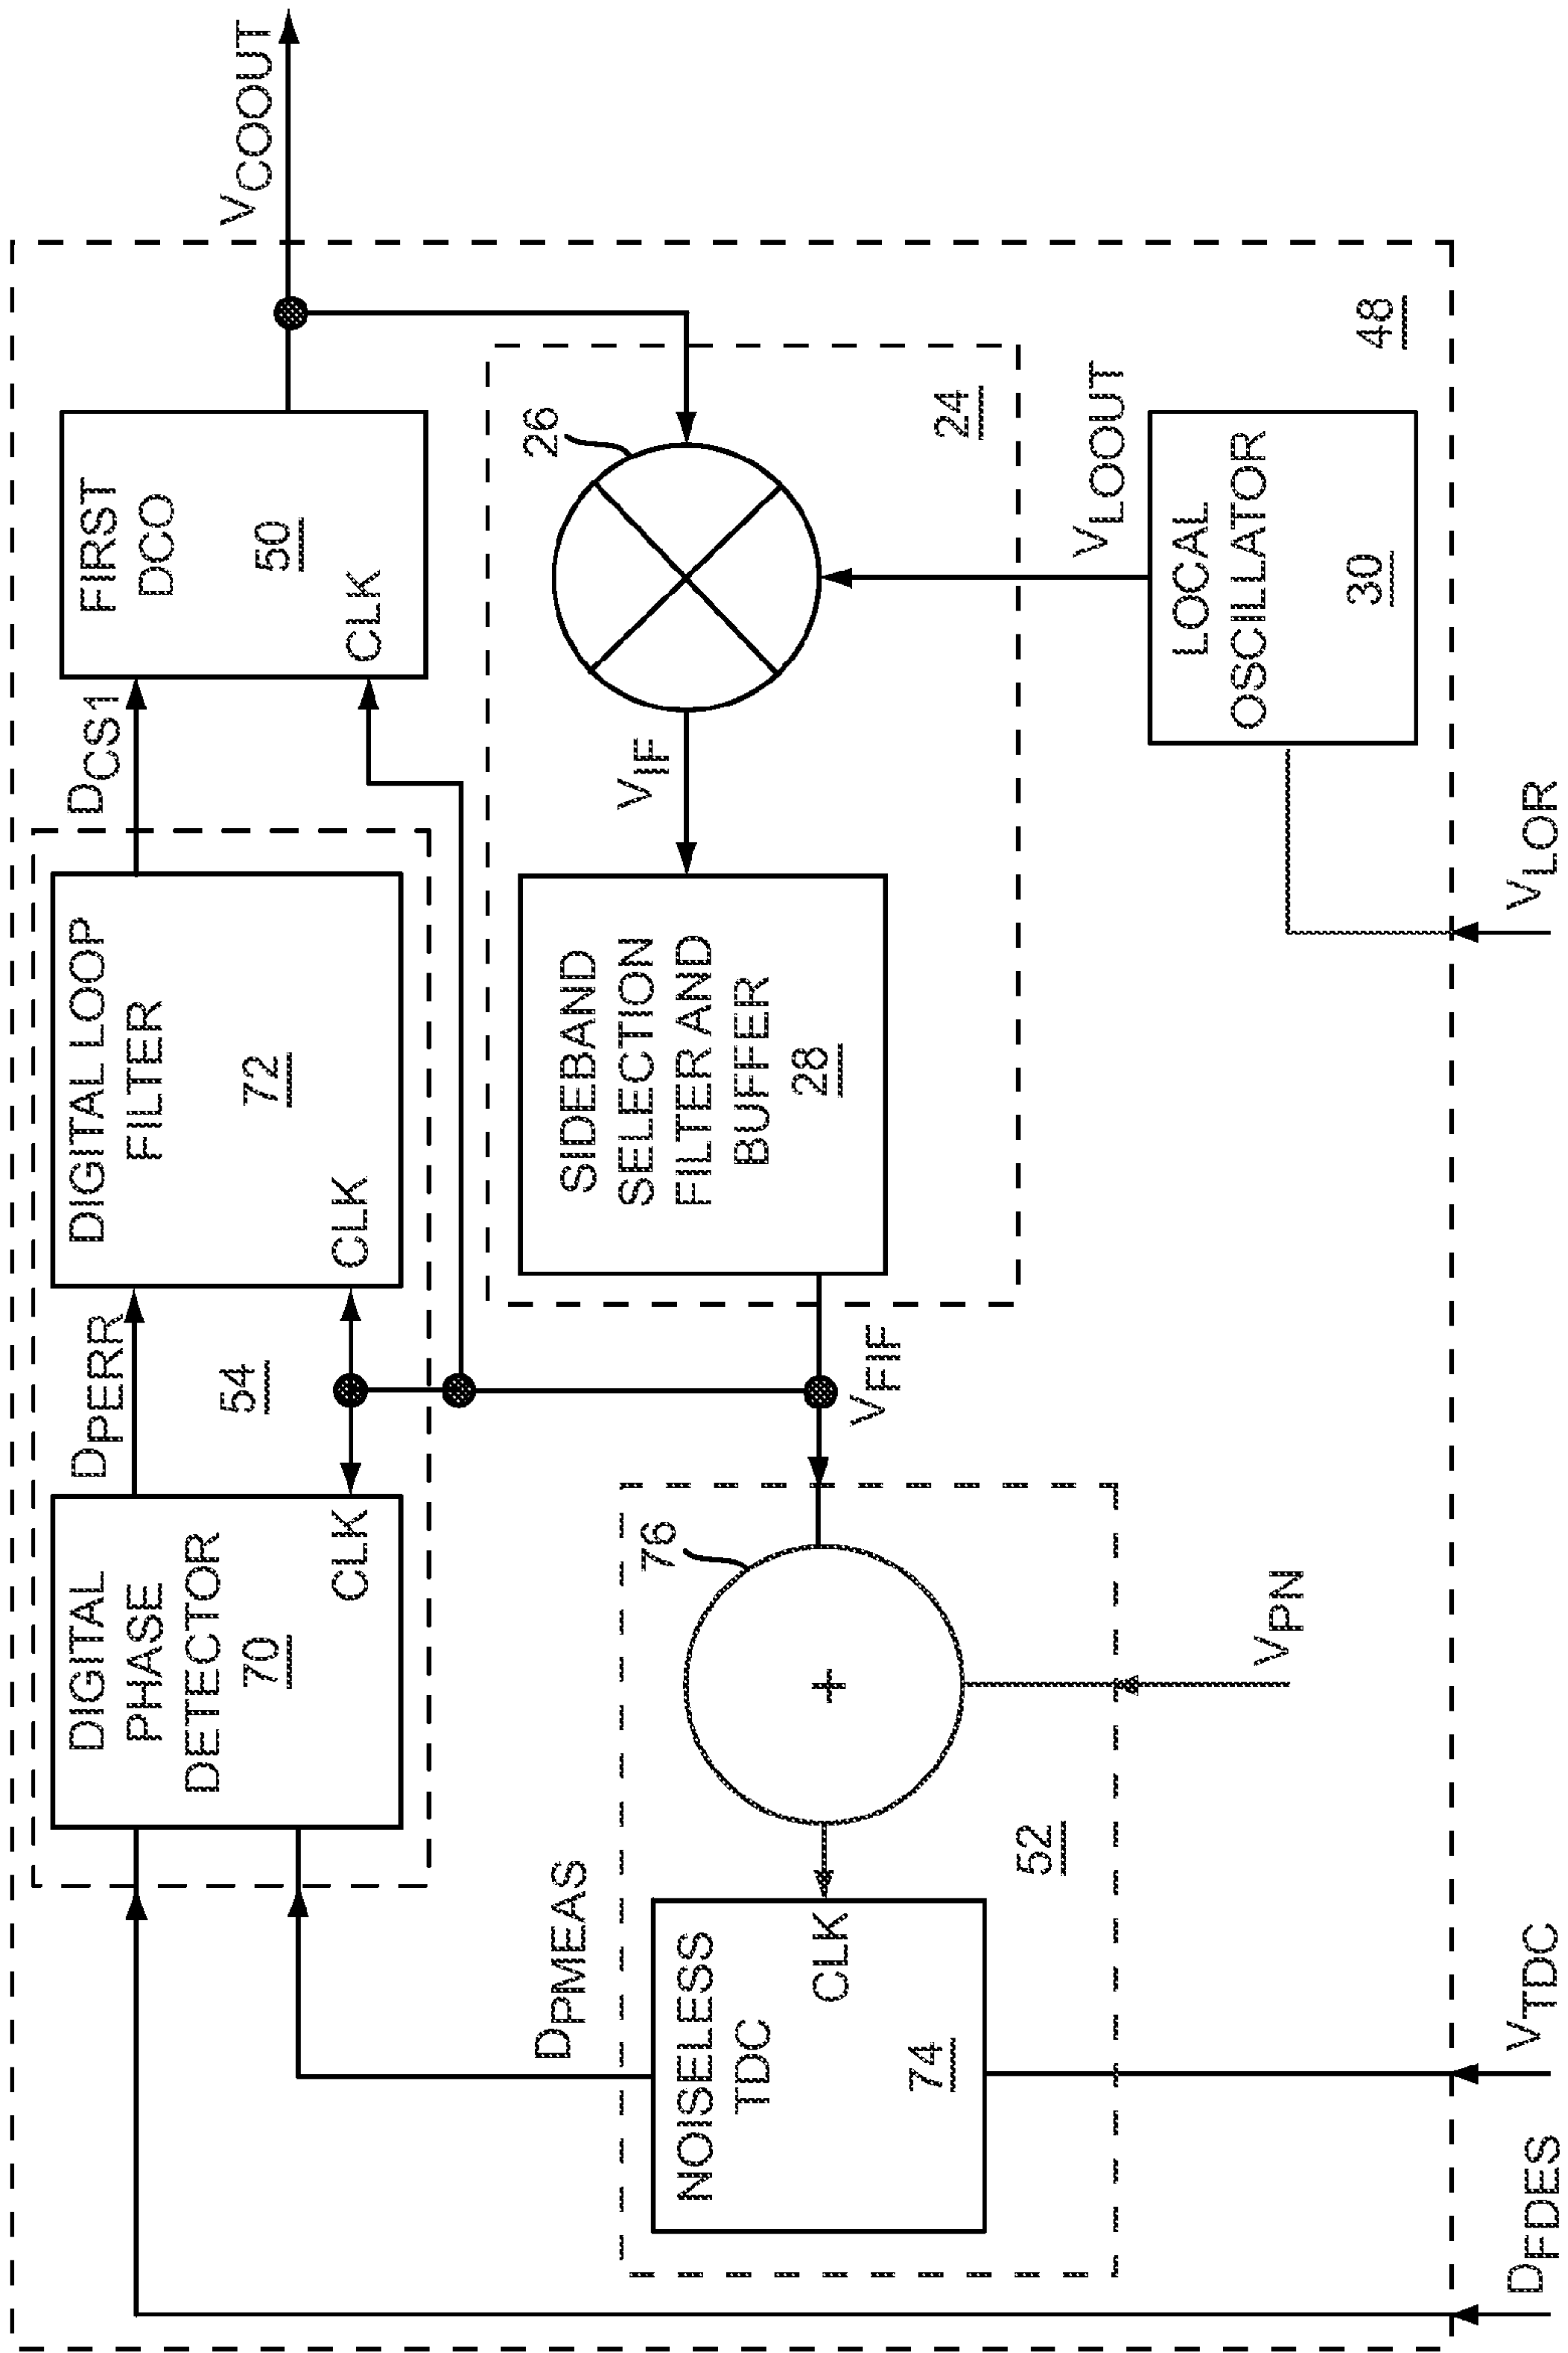 DIGITAL
PHASE
DETECTOR
70
CLK
DPERR
54
DIGITAL LOOP
FILTER
72
CLK
DCS1
FIRST
DCO
50
CLK
VCOOUT
DPMEAS
NOISELESS
TDC
74
CLK
76
+
52
VPN
VFIF
SIDEBAND
SELECTION
FILTER AND
BUFFER
28
VIF
26
24
VLOOUT
LOCAL
OSCILLATOR
30
48
DFDES
VTDC
VLOR